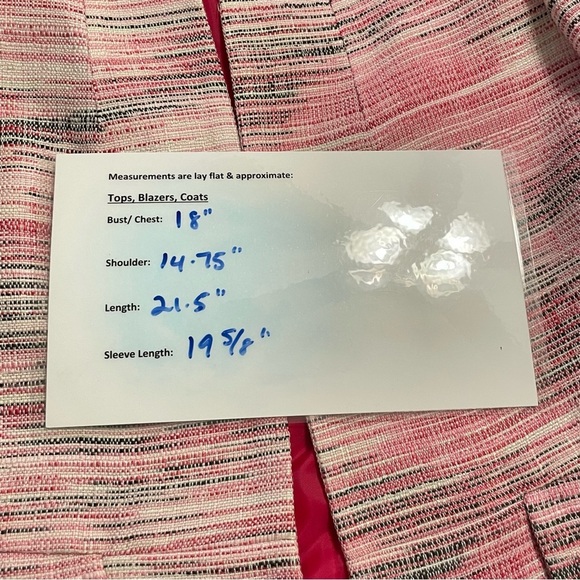 Measurements are lay flat & approximate:
Tops, Blazers, Coats
Bust/ Chest: 18"
Shoulder: 14.75"
Length: 21.5"
Sleeve Length: 19 5/8"